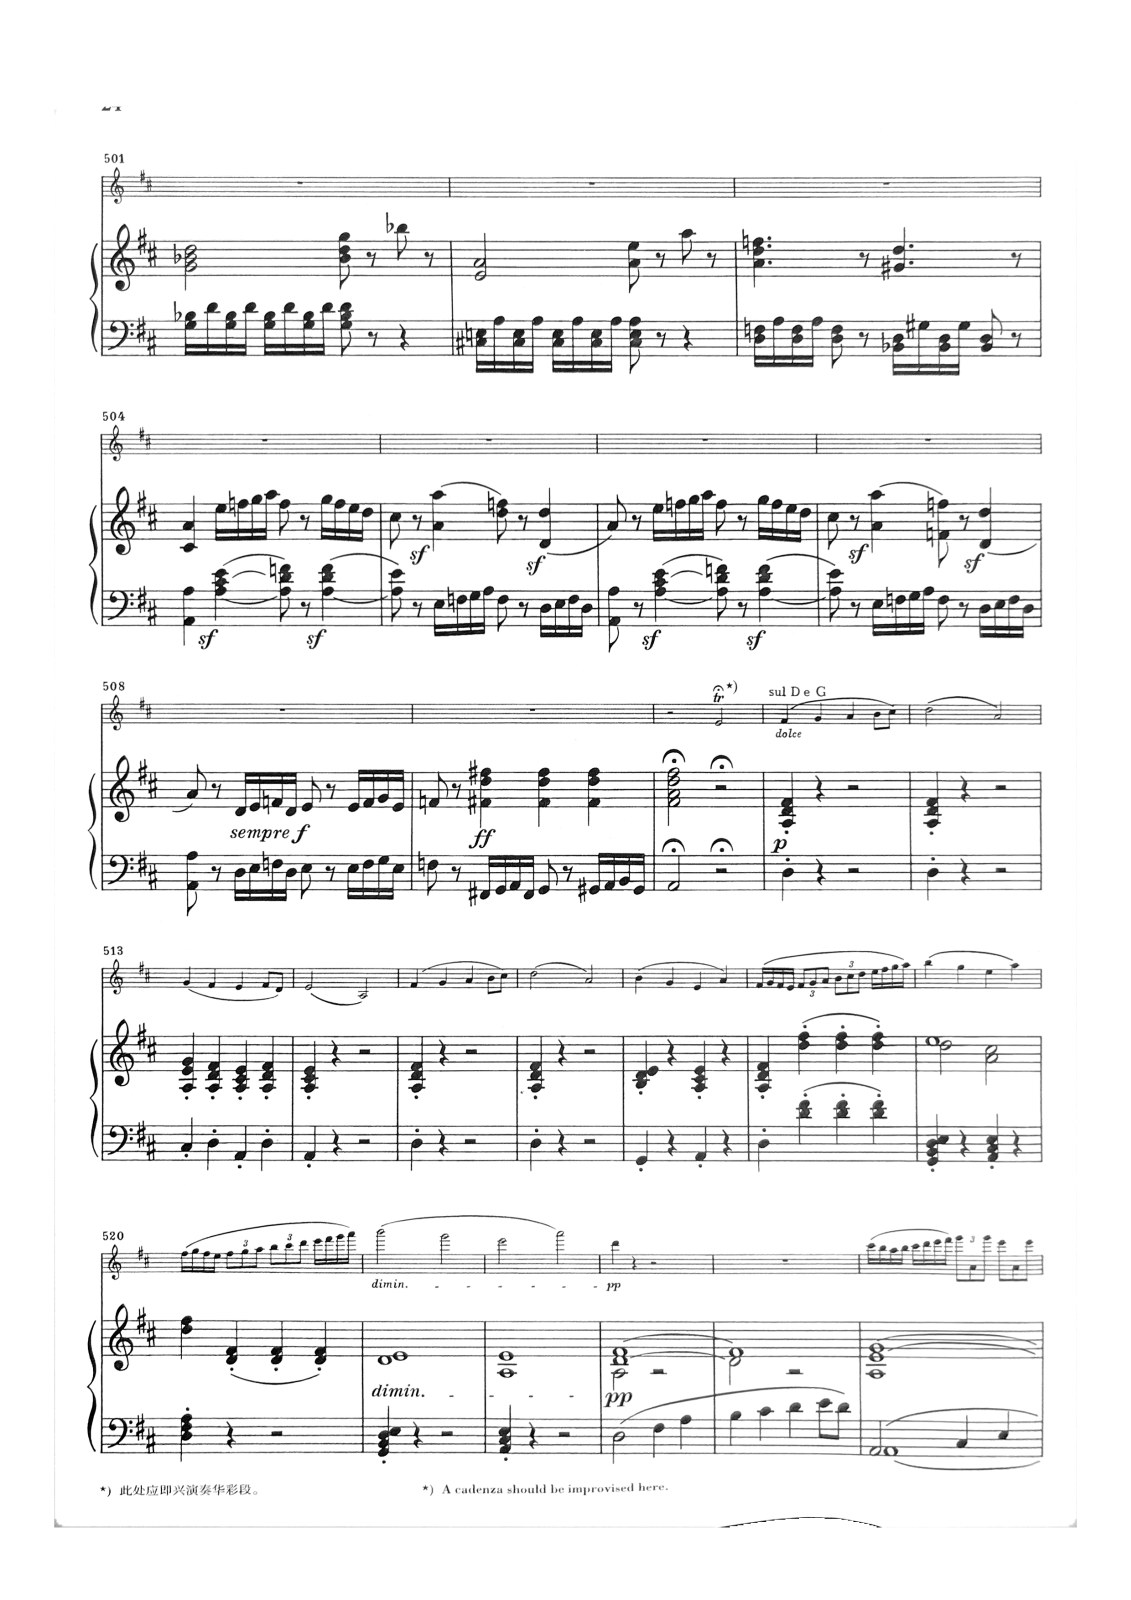 501
504
sf sf
sf sf
sf sf
508
*)
tr
sul D e G
dolce
sempre f
ff
p
513
3 3
520
3 3
3
dimin. - - - - - pp
dimin. - - - - pp
*) 此处应即兴演奏华彩段。
*) A cadenza should be improvised here.